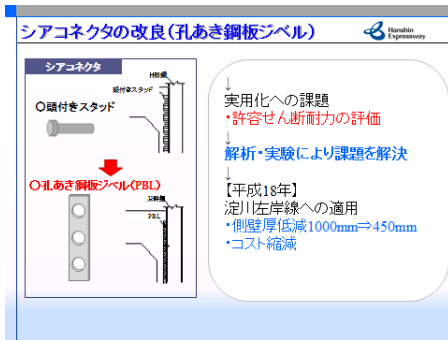 シアコネクタの改良(孔あき鋼板ジベル)
Hanshin
Expressway
シアコネクタ
H形鋼
頭付きスタッド
○頭付きスタッド
○孔あき鋼板ジベル(PBL)
H形鋼
PBL
↓
実用化への課題
・許容せん断耐力の評価
↓
解析・実験により課題を解決
↓
【平成18年】
淀川左岸線への適用
・側壁厚低減1000mm⇒450mm
・コスト縮減